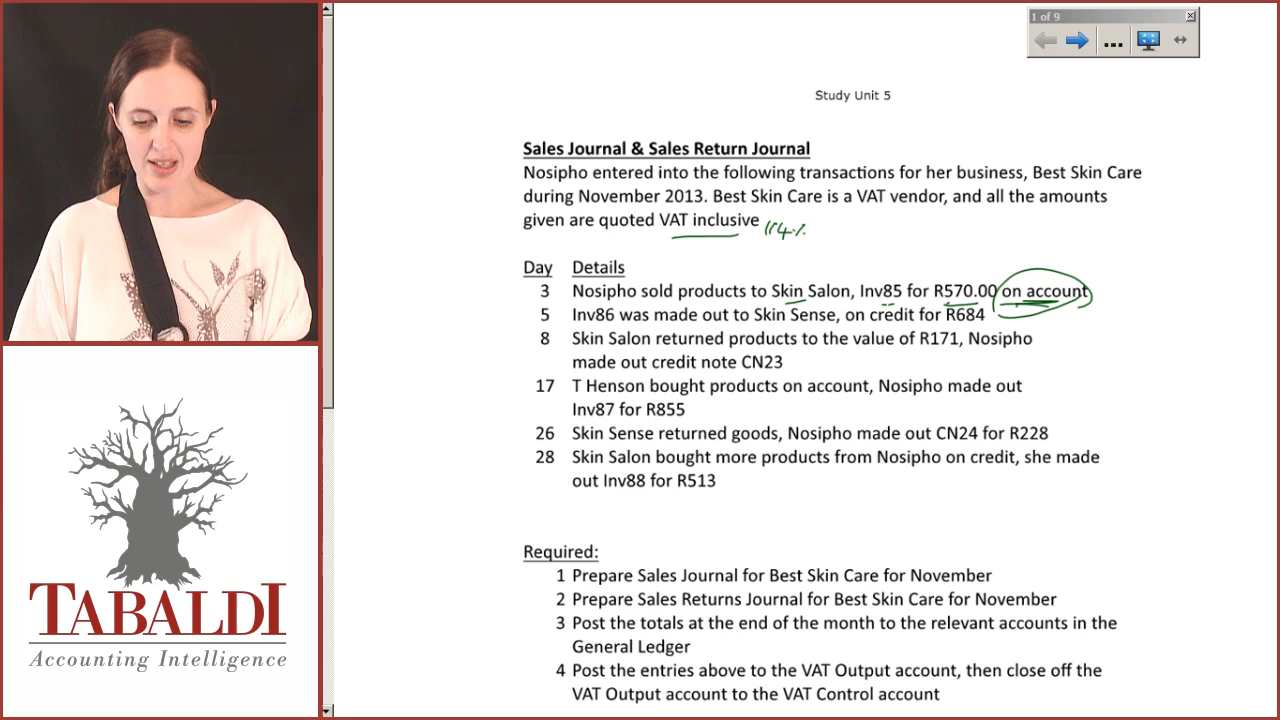 1 of 9
Study Unit 5
Sales Journal & Sales Return Journal
Nosipho entered into the following transactions for her business, Best Skin Care
during November 2013. Best Skin Care is a VAT vendor, and all the amounts
given are quoted VAT inclusive 114%
Day Details
3 Nosipho sold products to Skin Salon, Inv85 for R570.00 on account
5 Inv86 was made out to Skin Sense, on credit for R684
8 Skin Salon returned products to the value of R171, Nosipho
made out credit note CN23
17 T Henson bought products on account, Nosipho made out
Inv87 for R855
26 Skin Sense returned goods, Nosipho made out CN24 for R228
28 Skin Salon bought more products from Nosipho on credit, she made
out Inv88 for R513
Required:
1 Prepare Sales Journal for Best Skin Care for November
2 Prepare Sales Returns Journal for Best Skin Care for November
3 Post the totals at the end of the month to the relevant accounts in the
General Ledger
4 Post the entries above to the VAT Output account, then close off the
VAT Output account to the VAT Control account
TABALDI
Accounting Intelligence